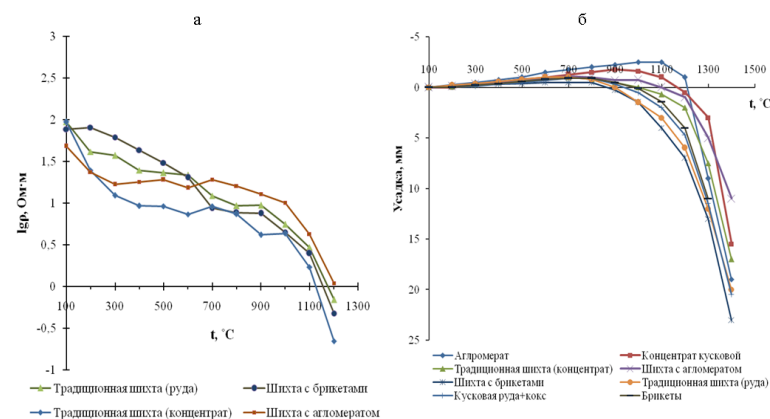 а
б
lgρ, Ом·м
3
2.5
2
1.5
1
0.5
0
-0.5
-1
100 300 500 700 900 1100 1300
t, ˚С
Традиционная шихта (руда)
Шихта с брикетами
Традиционная шихта (концентрат)
Шихта с агломератом
Усадка, мм
-5
0
5
10
15
20
25
100 300 500 700 900 1100 1300 1500
t, ˚С
Агрломерат
Концентрат кусковой
Традиционная шихта (концентрат)
Шихта с агломератом
Шихта с брикетами
Традиционная шихта (руда)
Кусковая руда+кокс
Брикеты